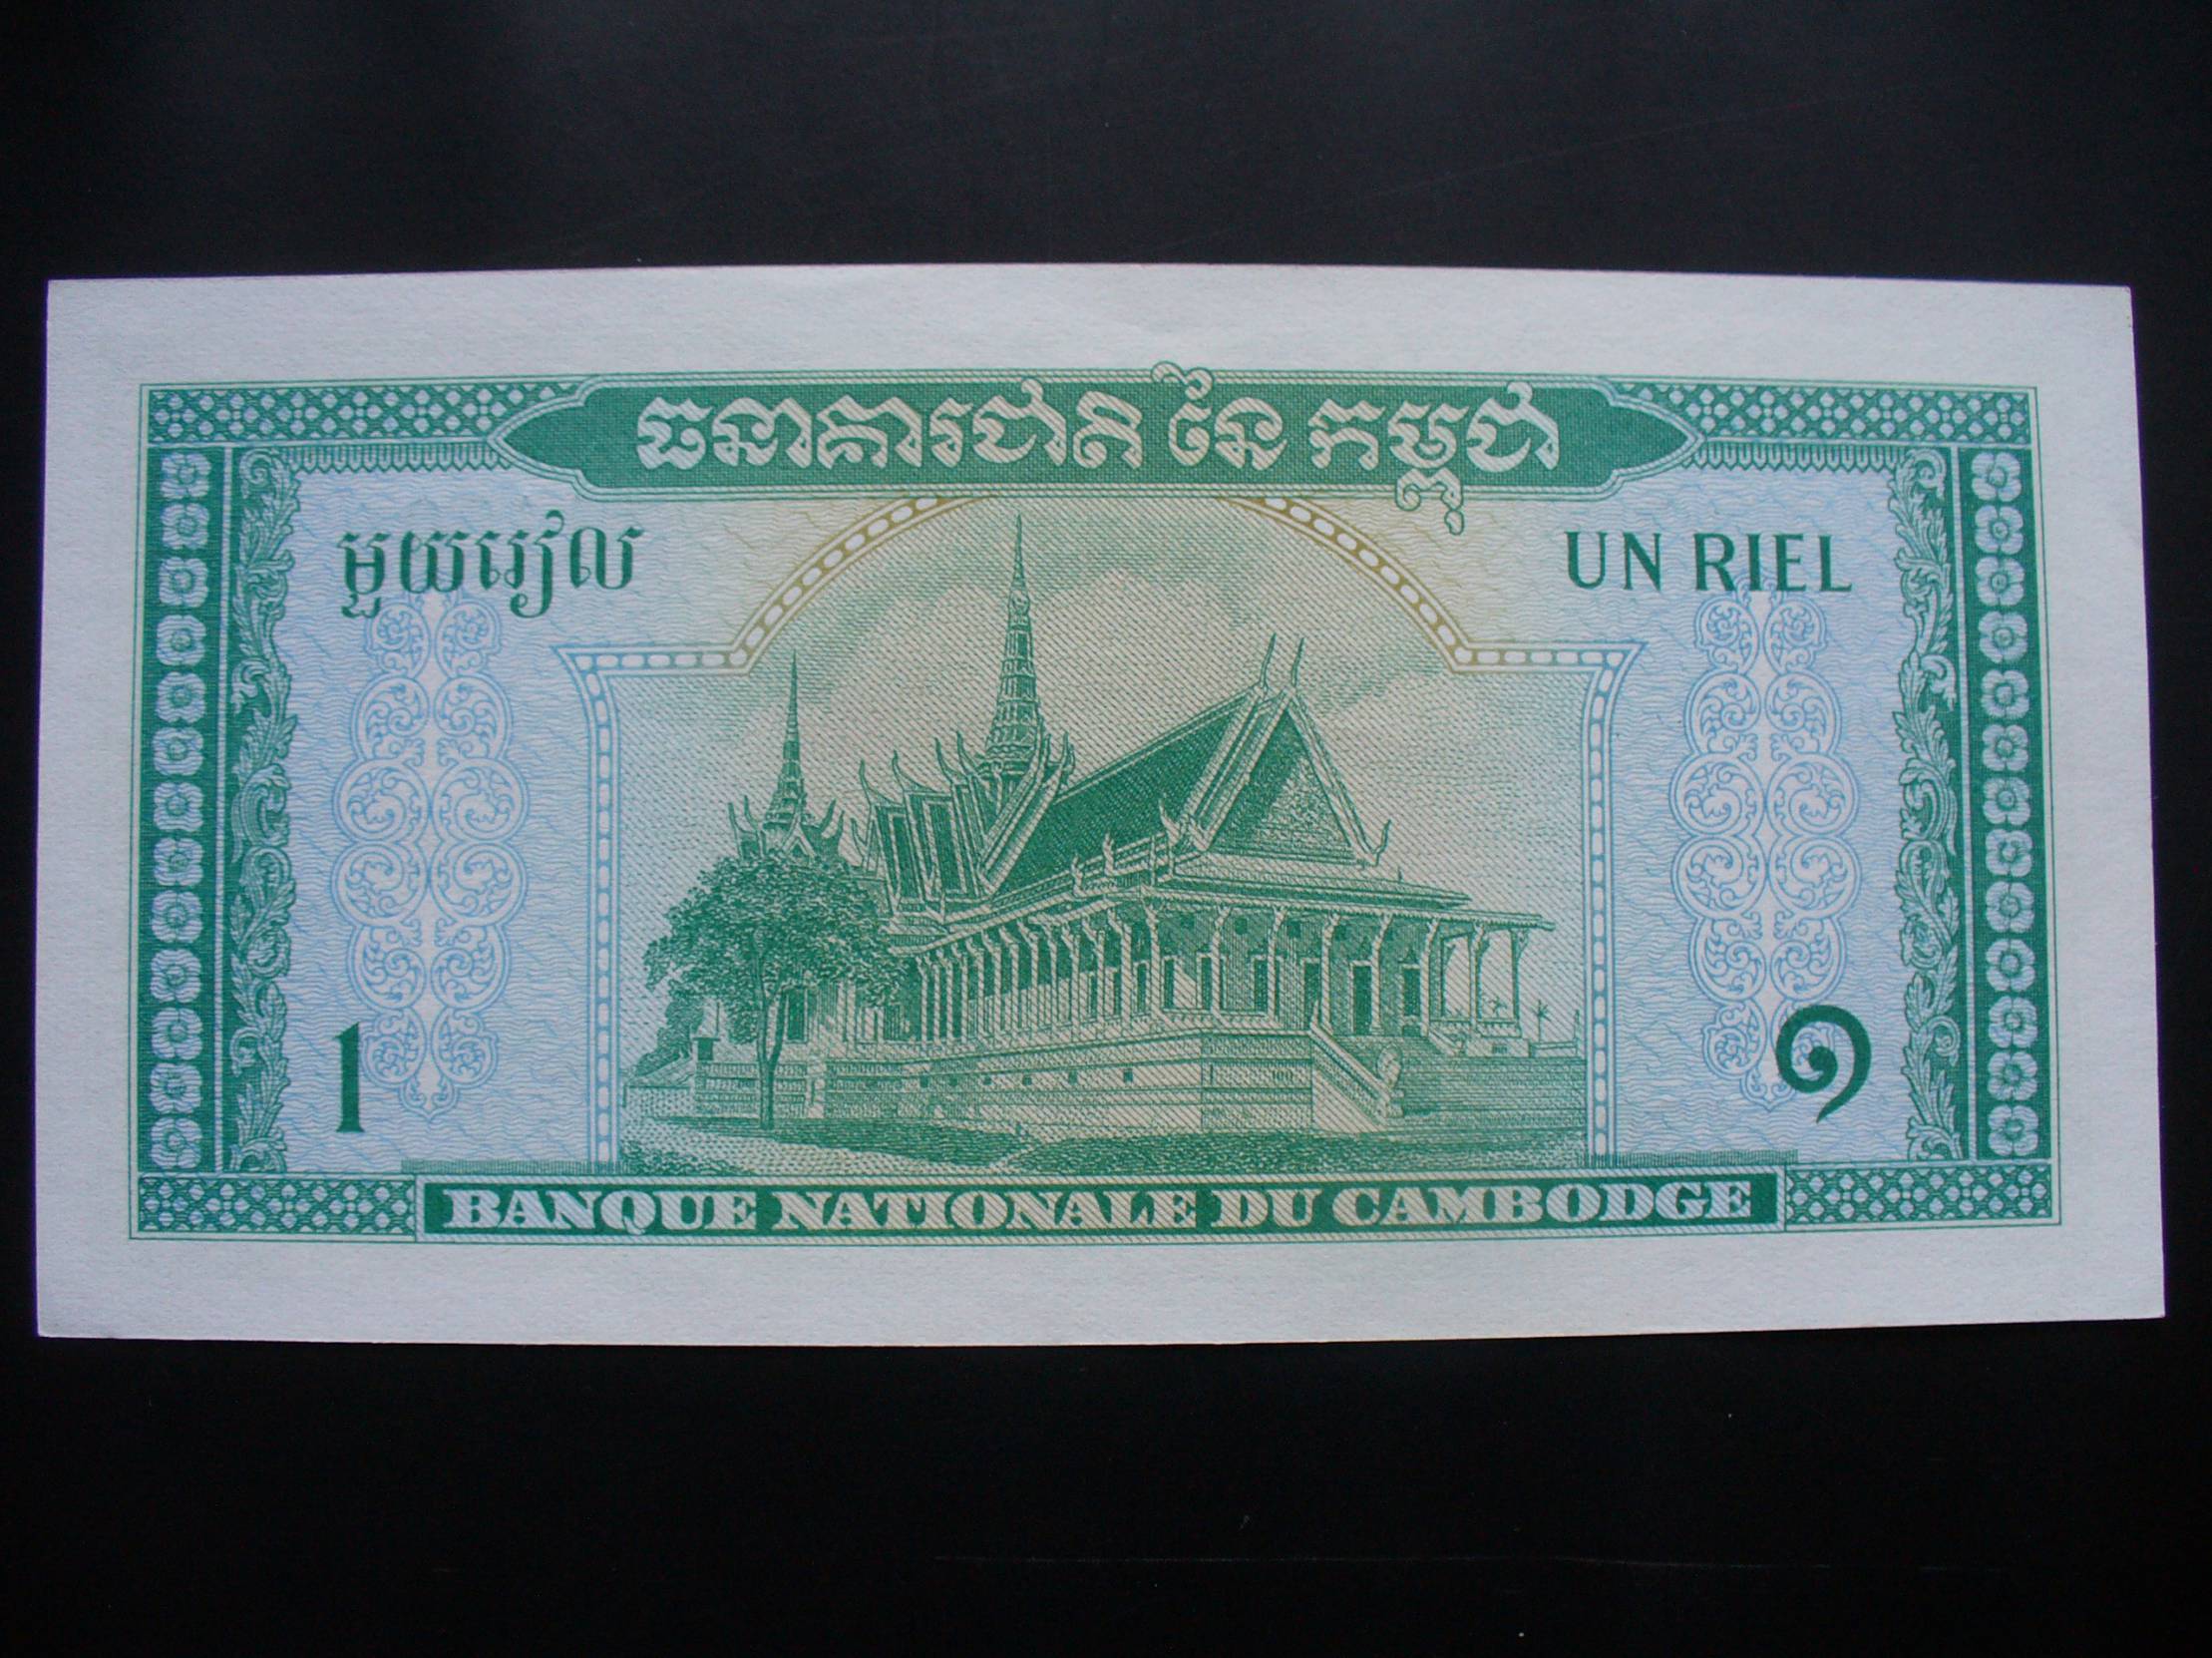 ធនាគារជាតិ នៃ កម្ពុជា
មួយរៀល
UN RIEL
1
១
BANQUE NATIONALE DU CAMBODGE